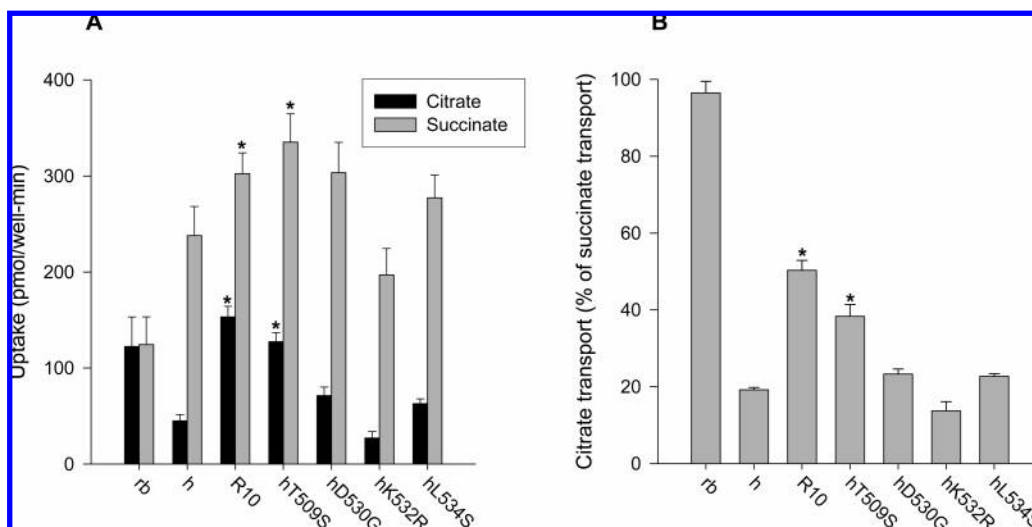 A
B
400
300
200
100
0
Uptake (pmol/well-min)
Citrate
Succinate
*
*
*
*
rb
h
R10
hT509S
hD530G
hK532R
hL534S
100
80
60
40
20
0
Citrate transport (% of succinate transport)
*
*
rb
h
R10
hT509S
hD530G
hK532R
hL534S